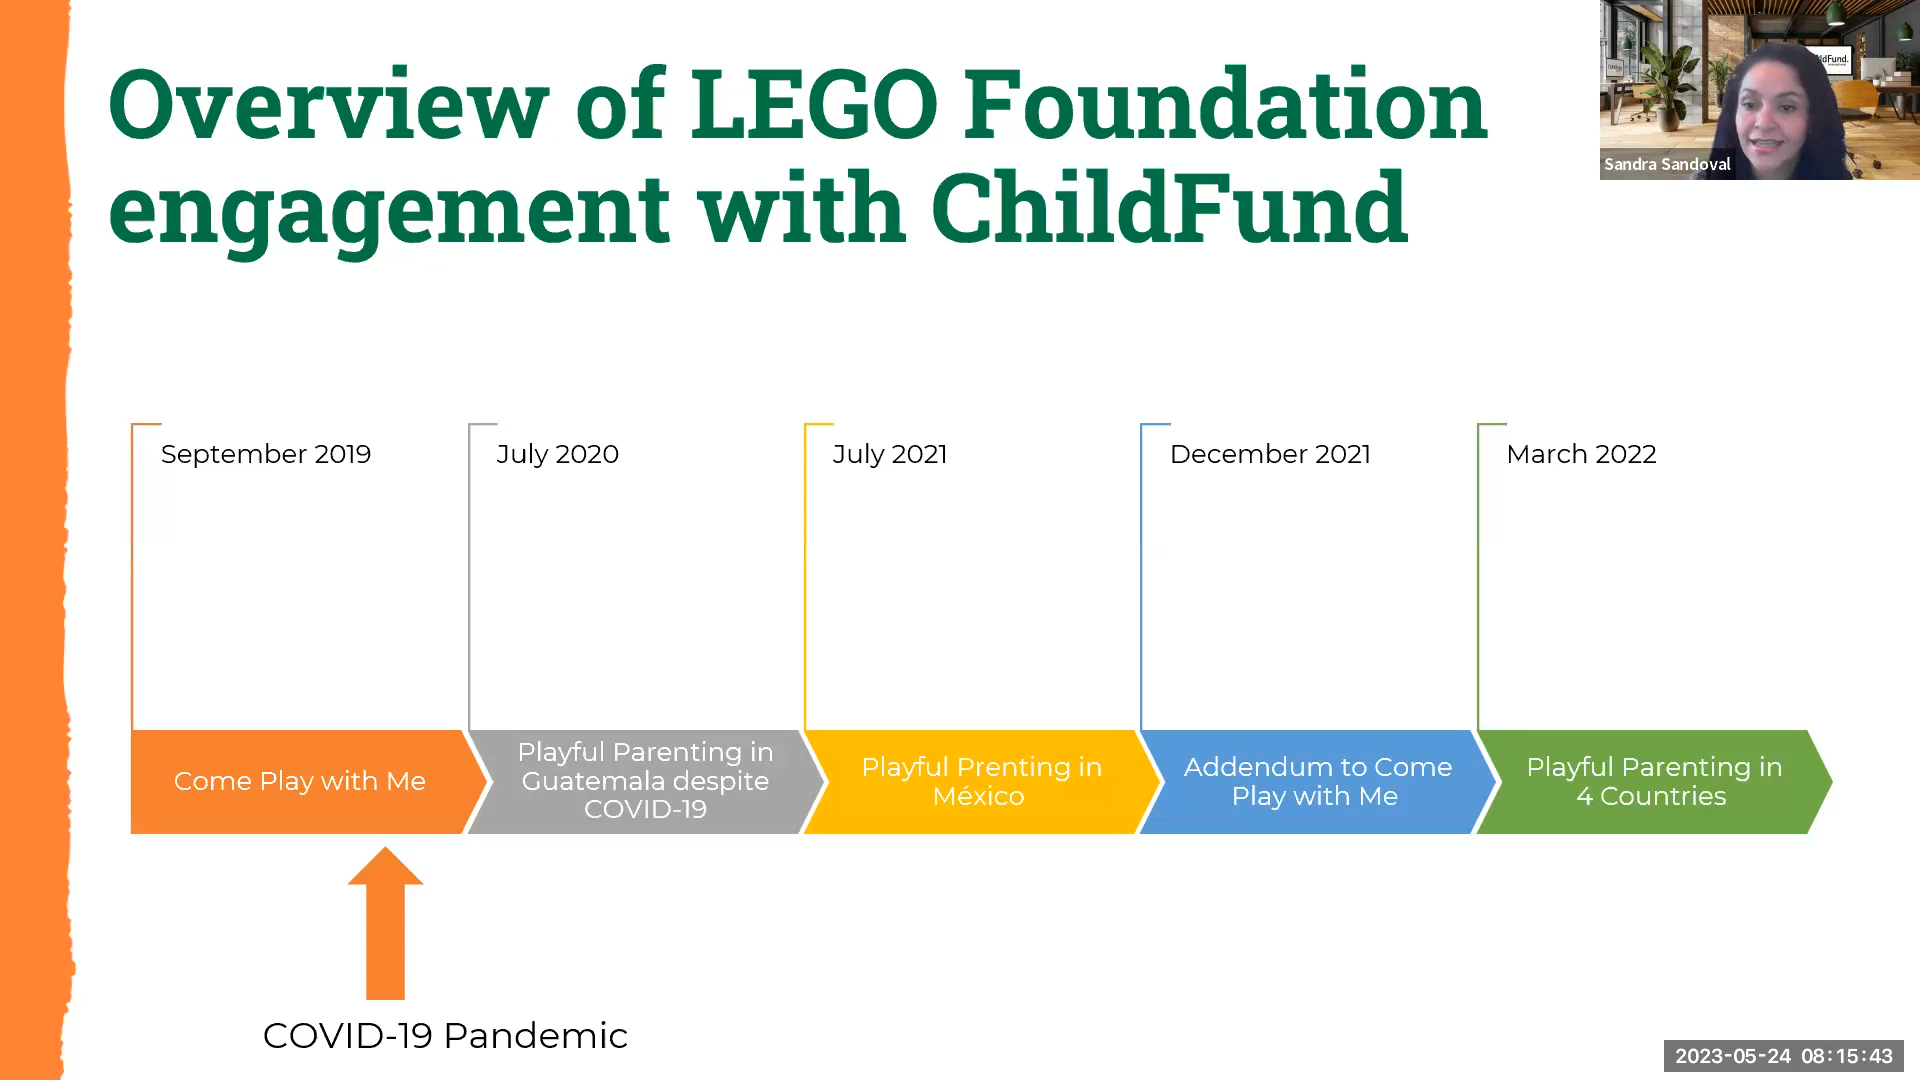 Overview of LEGO Foundation
engagement with ChildFund
Sandra Sandoval
September 2019
July 2020
July 2021
December 2021
March 2022
Come Play with Me
Playful Parenting in
Guatemala despite
COVID-19
Playful Prenting in
México
Addendum to Come
Play with Me
Playful Parenting in
4 Countries
COVID-19 Pandemic
2023-05-24 08:15:43